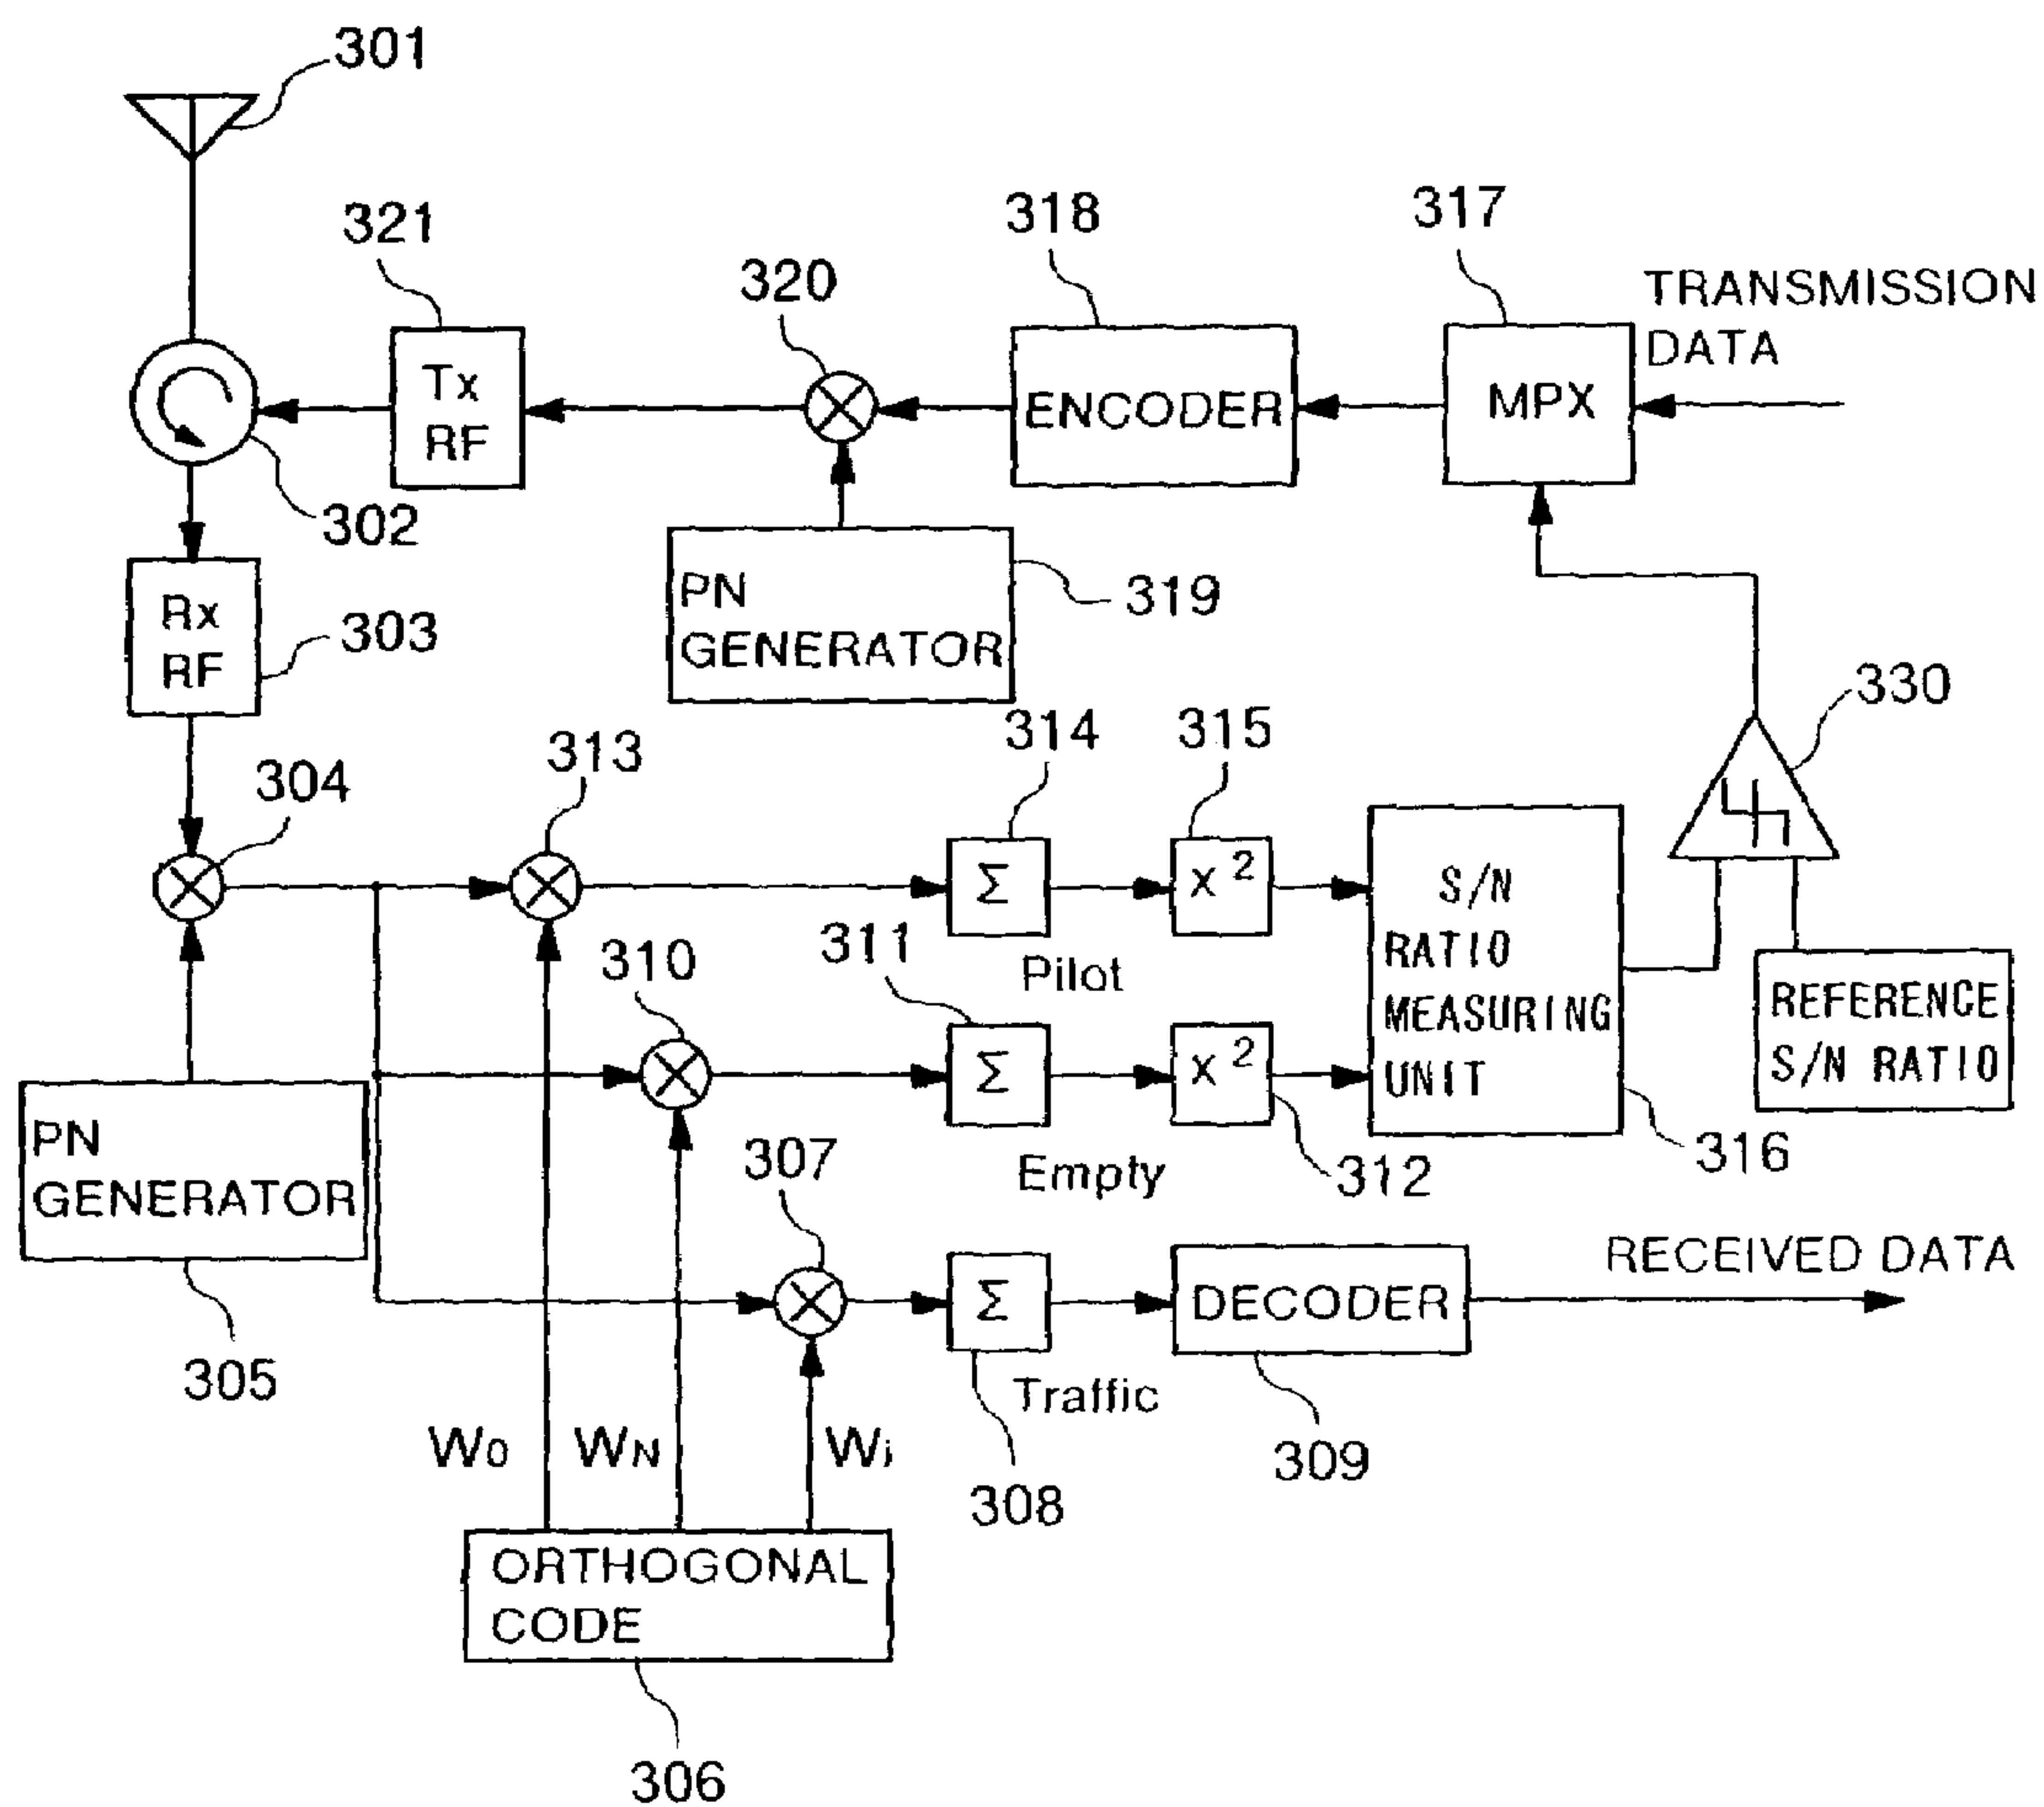 301
321
318
317
320
TRANSMISSION
DATA
Tx
RF
ENCODER
MPX
302
PN
GENERATOR
319
Rx
RF
303
330
313
314
315
304
Σ
X 2
S/N
RATIO
MEASURING
UNIT
310
311
Pilot
REFERENCE
S/N RATIO
Σ
X 2
PN
GENERATOR
307
Empty
312
316
RECEIVED DATA
Σ
DECODER
305
Traffic
W0
WN
Wi
308
309
ORTHOGONAL
CODE
306